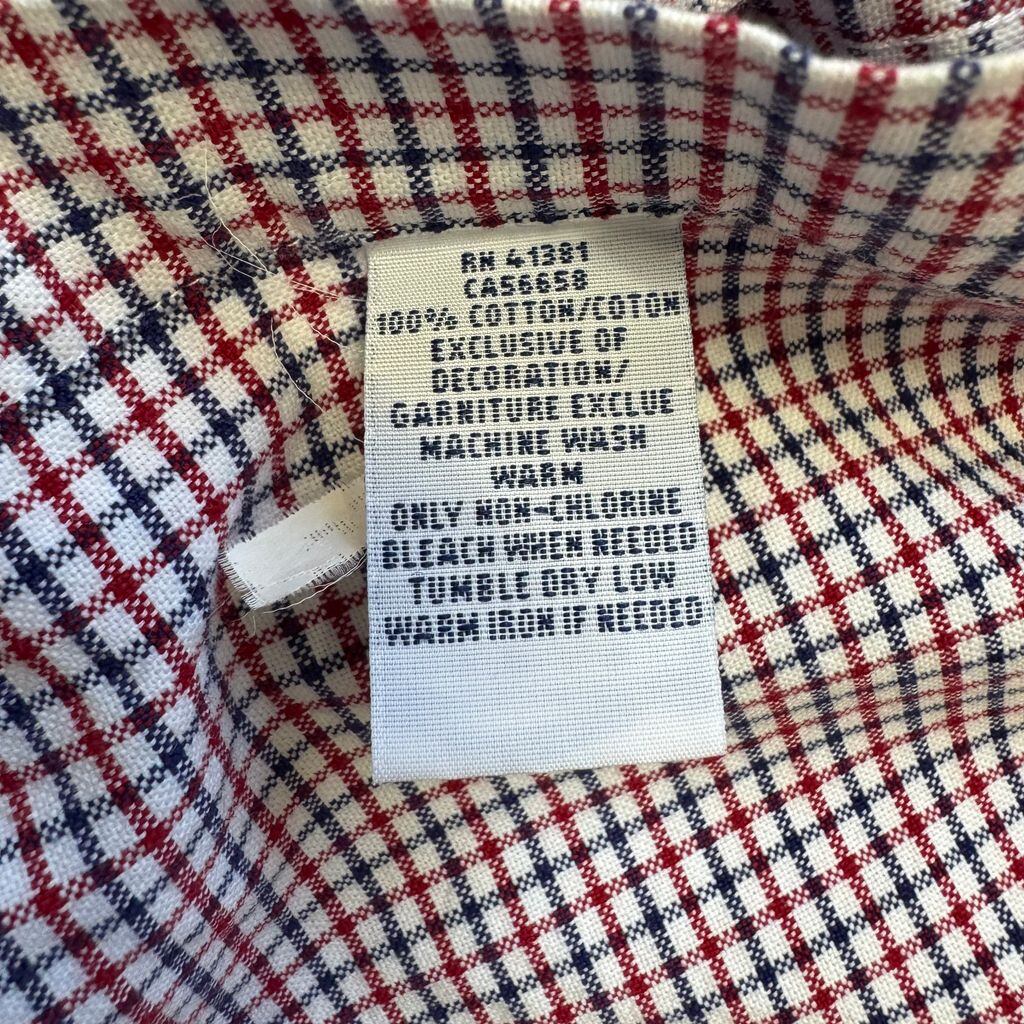 RN 41381
CA56658
100% COTTON/COTON
EXCLUSIVE OF
DECORATION/
GARNITURE EXCLUE
MACHINE WASH
WARM
ONLY NON-CHLORINE
BLEACH WHEN NEEDED
TUMBLE DRY LOW
WARM IRON IF NEEDED